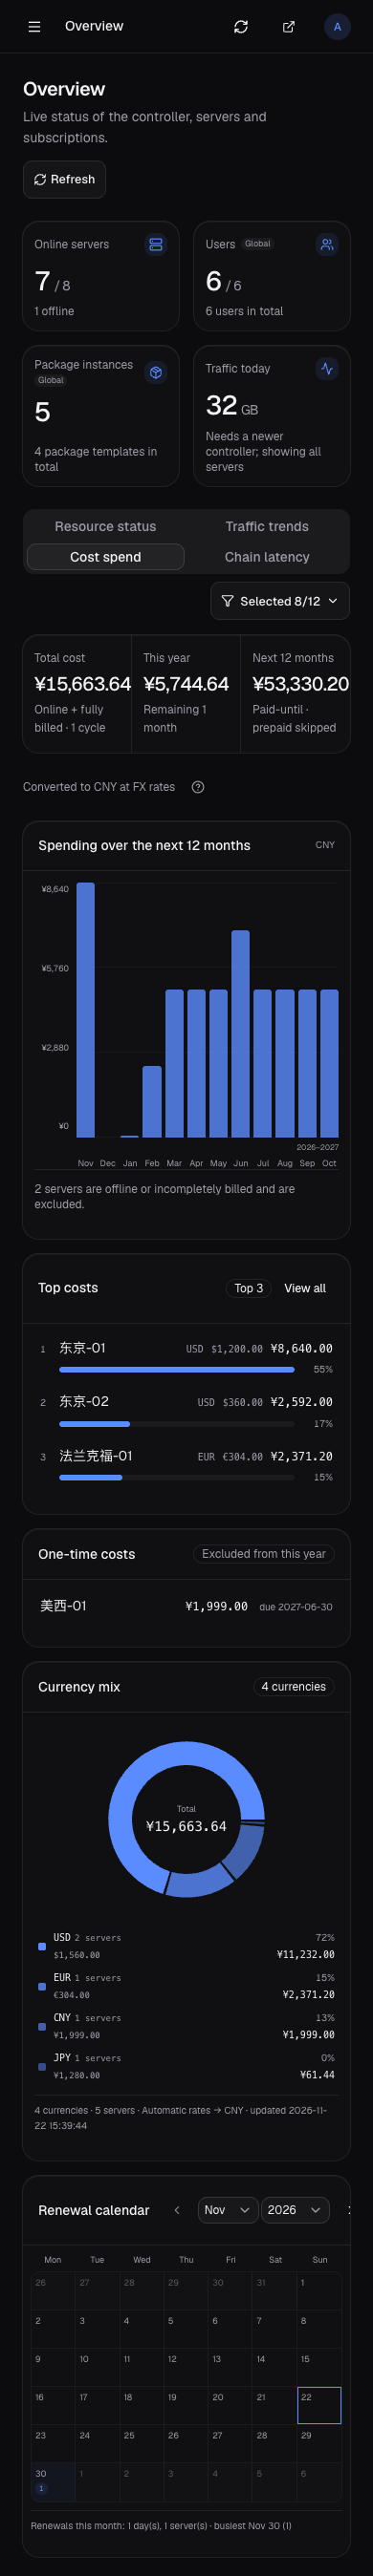 Overview
A
Overview
Live status of the controller, servers and
subscriptions.
Refresh
Online servers
7 / 8
1 offline
Users Global
6 / 6
6 users in total
Package instances
Global
5
4 package templates in
total
Traffic today
32 GB
Needs a newer
controller; showing all
servers
Resource status
Traffic trends
Cost spend
Chain latency
Selected 8/12
Total cost
¥15,663.64
Online + fully
billed · 1 cycle
This year
¥5,744.64
Remaining 1
month
Next 12 months
¥53,330.20
Paid-until ·
prepaid skipped
Converted to CNY at FX rates
Spending over the next 12 months
CNY
¥8,640
¥5,760
¥2,880
¥0
2026–2027
Nov Dec Jan Feb Mar Apr May Jun Jul Aug Sep Oct
2 servers are offline or incompletely billed and are
excluded.
Top costs
Top 3
View all
1 东京-01 USD $1,200.00 ¥8,640.00
55%
2 东京-02 USD $360.00 ¥2,592.00
17%
3 法兰克福-01 EUR €304.00 ¥2,371.20
15%
One-time costs
Excluded from this year
美西-01 ¥1,999.00 due 2027-06-30
Currency mix
4 currencies
Total
¥15,663.64
USD 2 servers 72%
$1,560.00 ¥11,232.00
EUR 1 servers 15%
€304.00 ¥2,371.20
CNY 1 servers 13%
¥1,999.00 ¥1,999.00
JPY 1 servers 0%
¥1,280.00 ¥61.44
4 currencies · 5 servers · Automatic rates → CNY · updated 2026-11-
22 15:39:44
Renewal calendar
Nov
2026
Mon Tue Wed Thu Fri Sat Sun
26 27 28 29 30 31 1
2 3 4 5 6 7 8
9 10 11 12 13 14 15
16 17 18 19 20 21 22
23 24 25 26 27 28 29
30 1 2 3 4 5 6
1
Renewals this month: 1 day(s), 1 server(s) · busiest Nov 30 (1)